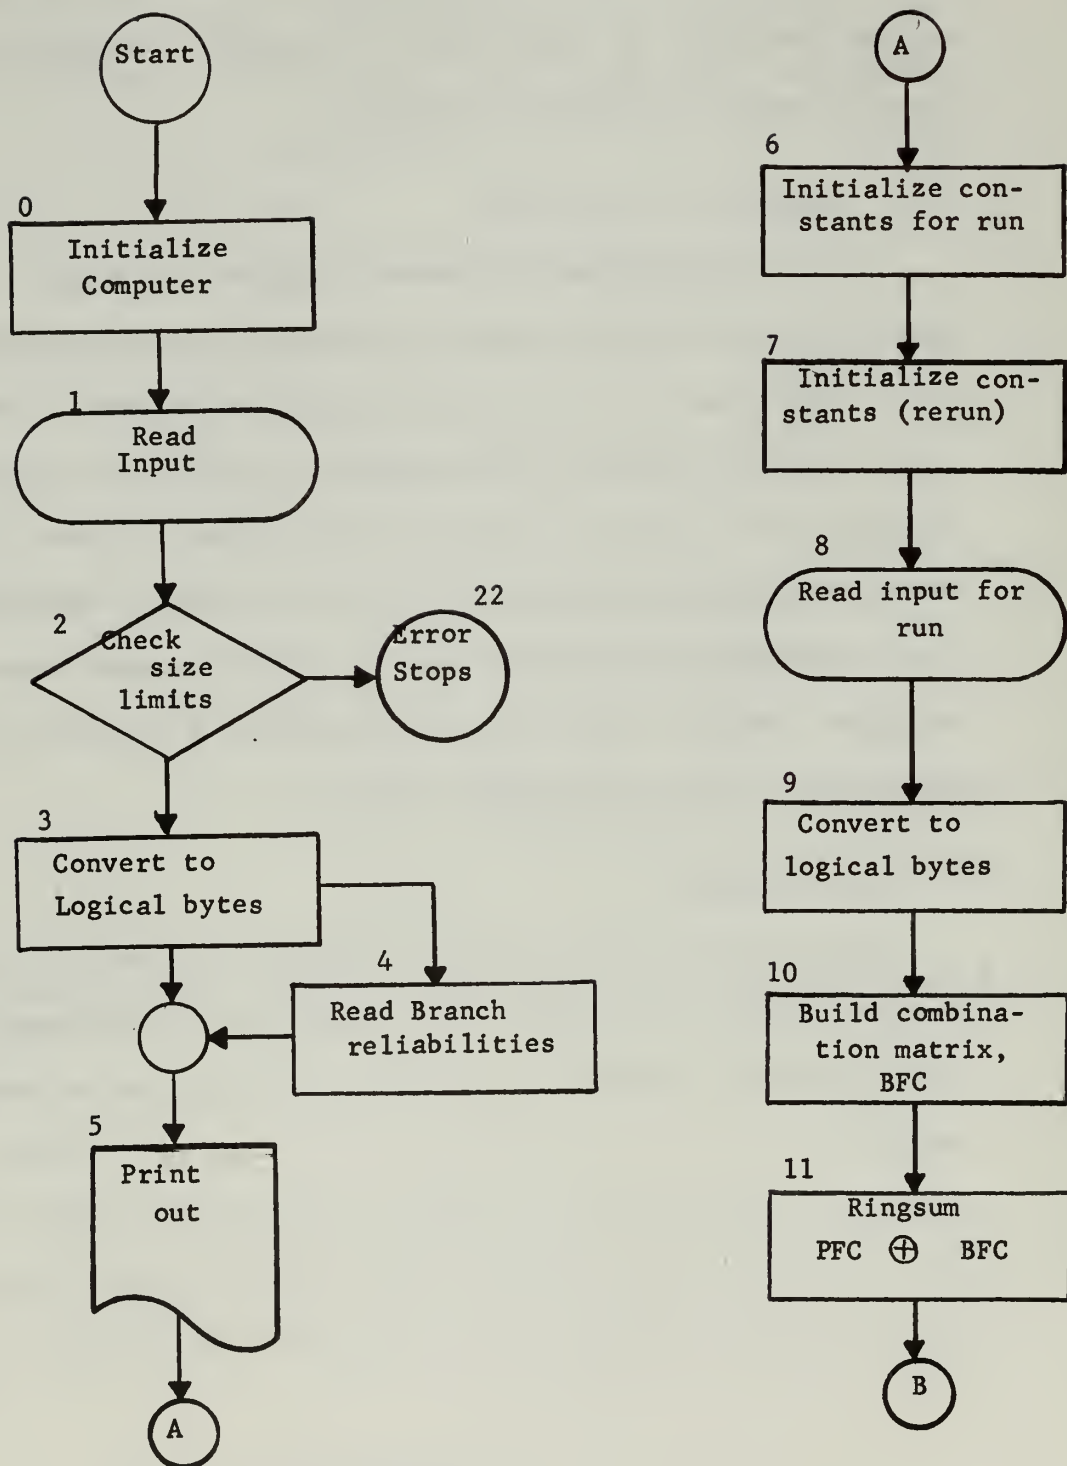 Start
0
Initialize
Computer
1
Read
Input
2
Check
size
limits
22
Error
Stops
3
Convert to
Logical bytes
4
Read Branch
reliabilities
5
Print
out
A
A
6
Initialize con-
stants for run
7
Initialize con-
stants (rerun)
8
Read input for
run
9
Convert to
logical bytes
10
Build combina-
tion matrix,
BFC
11
Ringsum
PFC ⊕ BFC
B